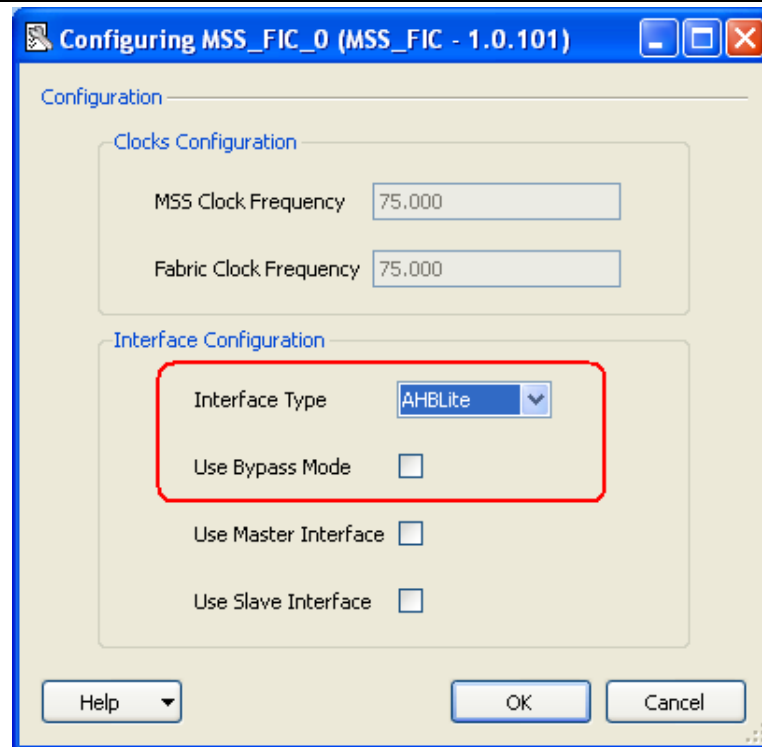 Configuring MSS_FIC_0 (MSS_FIC - 1.0.101)
Configuration
Clocks Configuration
MSS Clock Frequency 75.000
Fabric Clock Frequency 75.000
Interface Configuration
Interface Type AHBLite
Use Bypass Mode
Use Master Interface
Use Slave Interface
Help OK Cancel